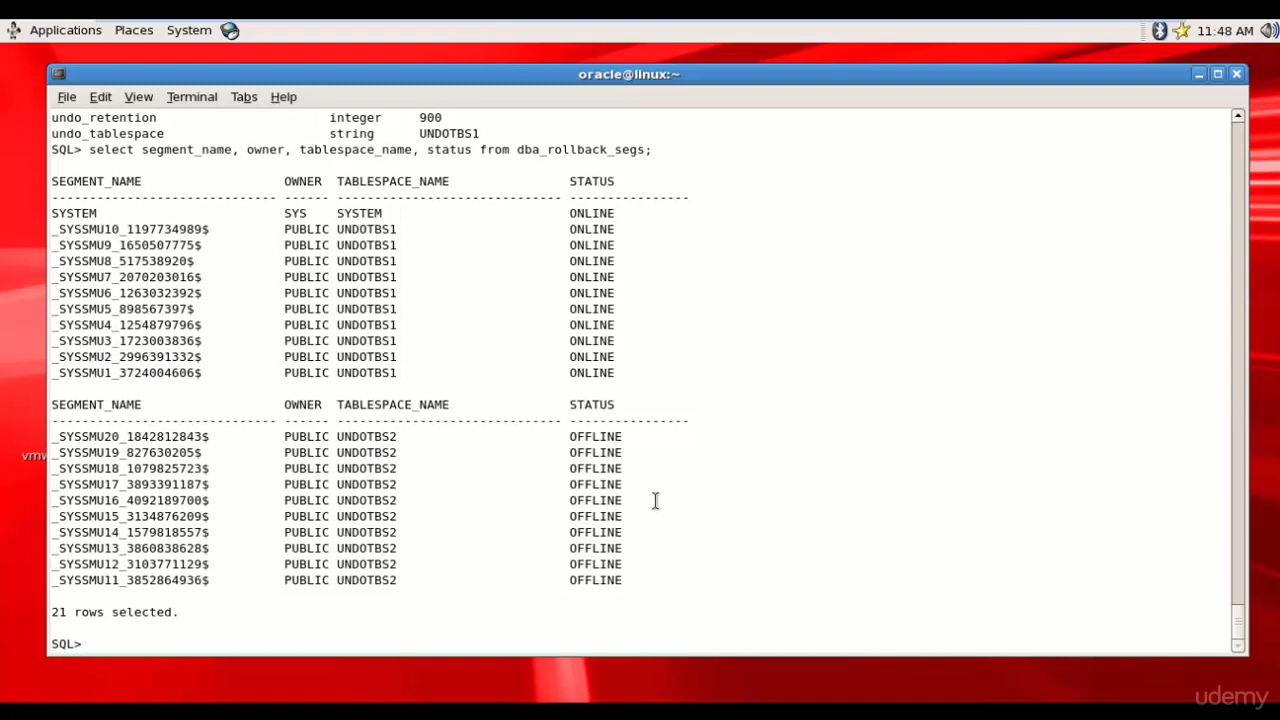 Applications Places System 11:48 AM
oracle@linux:~
File Edit View Terminal Tabs Help
undo_retention integer 900
undo_tablespace string UNDOTBS1
SQL> select segment_name, owner, tablespace_name, status from dba_rollback_segs;
SEGMENT_NAME OWNER TABLESPACE_NAME STATUS
------------------------------ ------ ------------------------------ ----------------
SYSTEM SYS SYSTEM ONLINE
_SYSSMU10_1197734989$ PUBLIC UNDOTBS1 ONLINE
_SYSSMU9_1650507775$ PUBLIC UNDOTBS1 ONLINE
_SYSSMU8_517538920$ PUBLIC UNDOTBS1 ONLINE
_SYSSMU7_2070203016$ PUBLIC UNDOTBS1 ONLINE
_SYSSMU6_1263032392$ PUBLIC UNDOTBS1 ONLINE
_SYSSMU5_898567397$ PUBLIC UNDOTBS1 ONLINE
_SYSSMU4_1254879796$ PUBLIC UNDOTBS1 ONLINE
_SYSSMU3_1723003836$ PUBLIC UNDOTBS1 ONLINE
_SYSSMU2_2996391332$ PUBLIC UNDOTBS1 ONLINE
_SYSSMU1_3724004606$ PUBLIC UNDOTBS1 ONLINE
SEGMENT_NAME OWNER TABLESPACE_NAME STATUS
------------------------------ ------ ------------------------------ ----------------
_SYSSMU20_1842812843$ PUBLIC UNDOTBS2 OFFLINE
_SYSSMU19_827630205$ PUBLIC UNDOTBS2 OFFLINE
_SYSSMU18_1079825723$ PUBLIC UNDOTBS2 OFFLINE
_SYSSMU17_3893391187$ PUBLIC UNDOTBS2 OFFLINE
_SYSSMU16_4092189700$ PUBLIC UNDOTBS2 OFFLINE
_SYSSMU15_3134876209$ PUBLIC UNDOTBS2 OFFLINE
_SYSSMU14_1579818557$ PUBLIC UNDOTBS2 OFFLINE
_SYSSMU13_3860838628$ PUBLIC UNDOTBS2 OFFLINE
_SYSSMU12_3103771129$ PUBLIC UNDOTBS2 OFFLINE
_SYSSMU11_3852864936$ PUBLIC UNDOTBS2 OFFLINE
21 rows selected.
SQL>
udemy